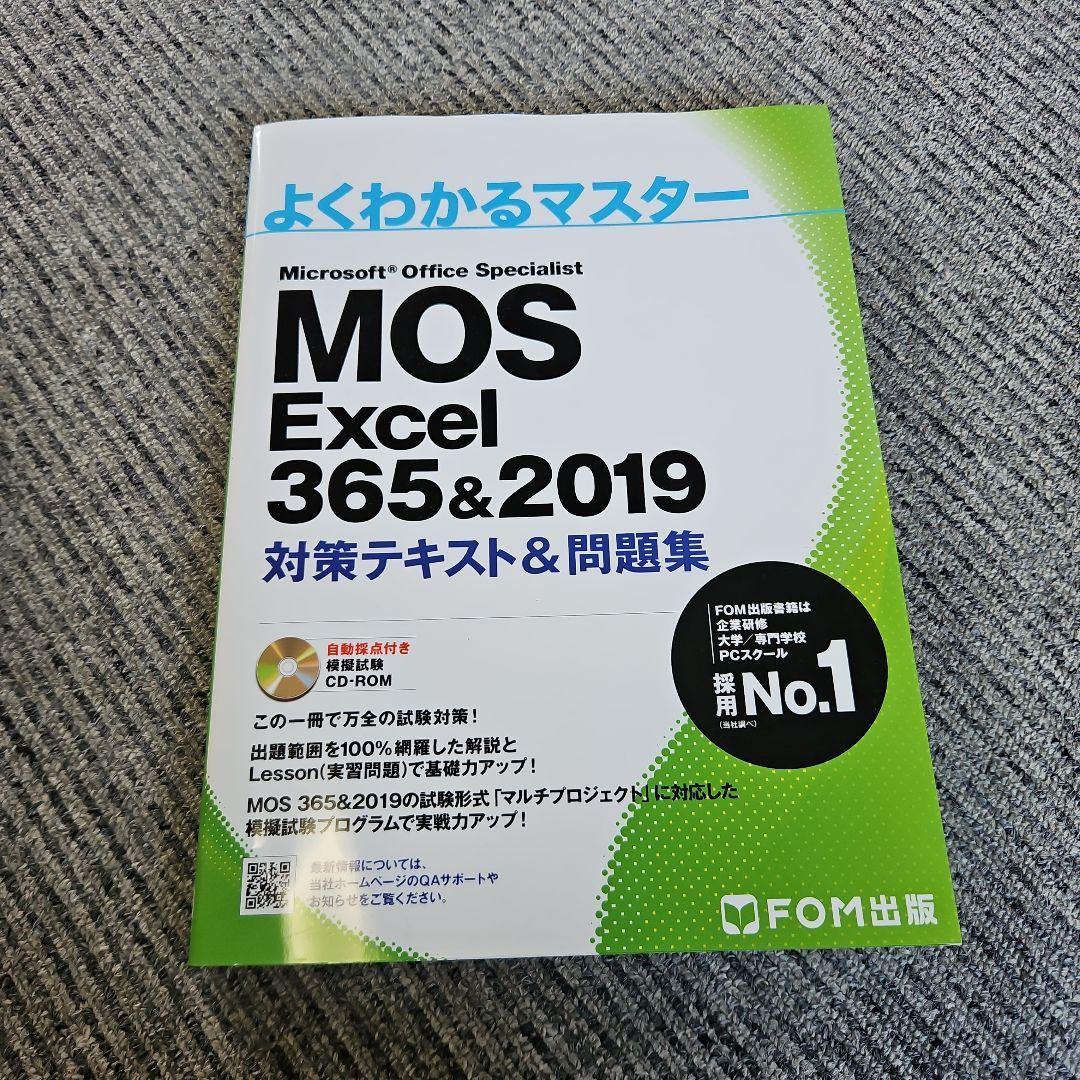 よくわかるマスター
Microsoft® Office Specialist
MOS
Excel
365&2019
対策テキスト&問題集
FOM出版書籍は
企業研修
大学/専門学校
PCスクール
採用 No.1
(当社調べ)
自動採点付き
模擬試験
CD-ROM
この一冊で万全の試験対策!
出題範囲を100%網羅した解説と
Lesson(実習問題)で基礎力アップ!
MOS 365&2019の試験形式「マルチプロジェクト」に対応した
模擬試験プログラムで実戦力アップ!
最新情報については、
当社ホームページのQAサポートや
お知らせをご覧ください。
FOM出版